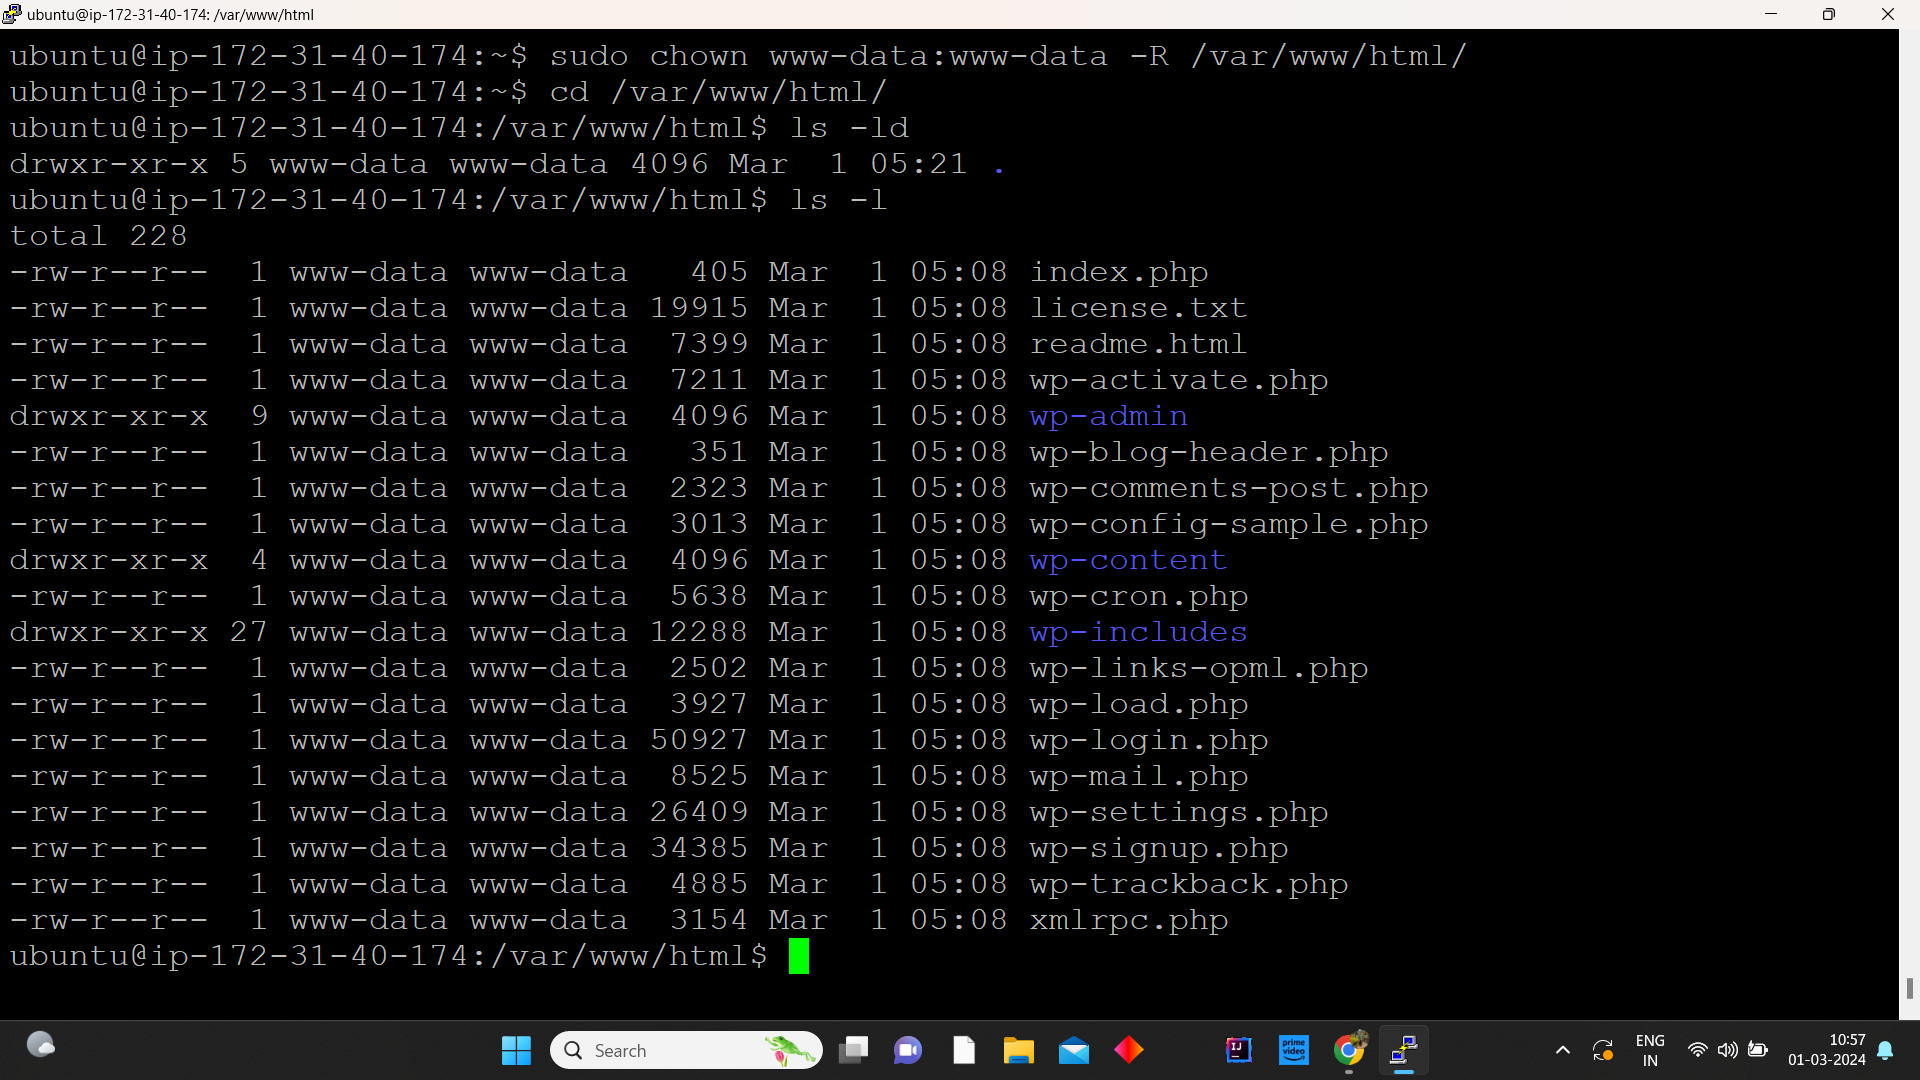 ubuntu@ip-172-31-40-174: /var/www/html
ubuntu@ip-172-31-40-174:~$ sudo chown www-data:www-data -R /var/www/html/
ubuntu@ip-172-31-40-174:~$ cd /var/www/html/
ubuntu@ip-172-31-40-174:/var/www/html$ ls -ld
drwxr-xr-x 5 www-data www-data 4096 Mar  1 05:21 .
ubuntu@ip-172-31-40-174:/var/www/html$ ls -l
total 228
-rw-r--r--  1 www-data www-data   405 Mar  1 05:08 index.php
-rw-r--r--  1 www-data www-data 19915 Mar  1 05:08 license.txt
-rw-r--r--  1 www-data www-data  7399 Mar  1 05:08 readme.html
-rw-r--r--  1 www-data www-data  7211 Mar  1 05:08 wp-activate.php
drwxr-xr-x  9 www-data www-data  4096 Mar  1 05:08 wp-admin
-rw-r--r--  1 www-data www-data   351 Mar  1 05:08 wp-blog-header.php
-rw-r--r--  1 www-data www-data  2323 Mar  1 05:08 wp-comments-post.php
-rw-r--r--  1 www-data www-data  3013 Mar  1 05:08 wp-config-sample.php
drwxr-xr-x  4 www-data www-data  4096 Mar  1 05:08 wp-content
-rw-r--r--  1 www-data www-data  5638 Mar  1 05:08 wp-cron.php
drwxr-xr-x 27 www-data www-data 12288 Mar  1 05:08 wp-includes
-rw-r--r--  1 www-data www-data  2502 Mar  1 05:08 wp-links-opml.php
-rw-r--r--  1 www-data www-data  3927 Mar  1 05:08 wp-load.php
-rw-r--r--  1 www-data www-data 50927 Mar  1 05:08 wp-login.php
-rw-r--r--  1 www-data www-data  8525 Mar  1 05:08 wp-mail.php
-rw-r--r--  1 www-data www-data 26409 Mar  1 05:08 wp-settings.php
-rw-r--r--  1 www-data www-data 34385 Mar  1 05:08 wp-signup.php
-rw-r--r--  1 www-data www-data  4885 Mar  1 05:08 wp-trackback.php
-rw-r--r--  1 www-data www-data  3154 Mar  1 05:08 xmlrpc.php
ubuntu@ip-172-31-40-174:/var/www/html$
Search
IJ
prime
video
ENG
IN
10:57
01-03-2024